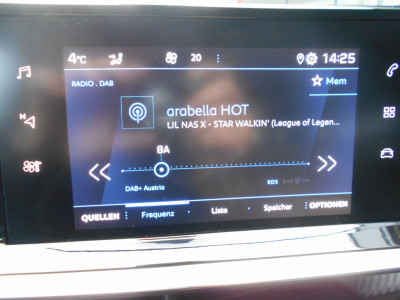 4°C 20 14:25
RADIO . DAB
Mem
arabella HOT
LIL NAS X - STAR WALKIN' (League of Legen...
8A
DAB+ Austria
RDS
QUELLEN Frequenz Liste Speicher OPTIONEN
N